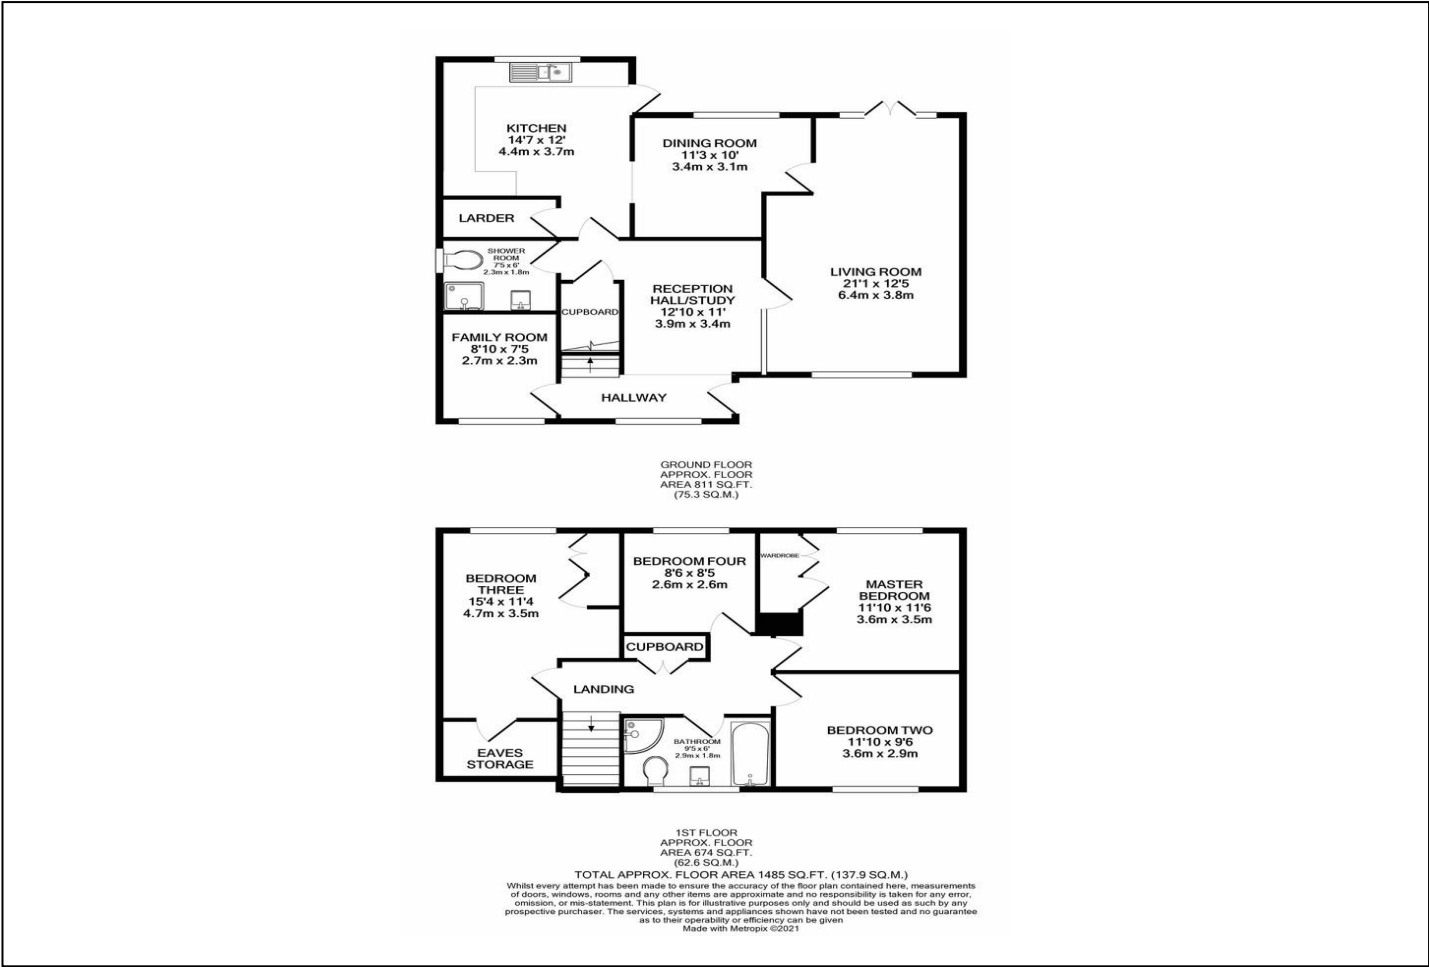 KITCHEN
14'7 x 12'
4.4m x 3.7m
DINING ROOM
11'3 x 10'
3.4m x 3.1m
LARDER
SHOWER
ROOM
7'5 x 6'
2.3m x 1.8m
LIVING ROOM
21'1 x 12'5
6.4m x 3.8m
RECEPTION
HALL/STUDY
12'10 x 11'
3.9m x 3.4m
CUPBOARD
FAMILY ROOM
8'10 x 7'5
2.7m x 2.3m
HALLWAY
GROUND FLOOR
APPROX. FLOOR
AREA 811 SQ.FT.
(75.3 SQ.M.)
BEDROOM
THREE
15'4 x 11'4
4.7m x 3.5m
BEDROOM FOUR
8'6 x 8'5
2.6m x 2.6m
WARDROBE
MASTER
BEDROOM
11'10 x 11'6
3.6m x 3.5m
CUPBOARD
LANDING
BEDROOM TWO
11'10 x 9'6
3.6m x 2.9m
BATHROOM
9'5 x 6'
2.9m x 1.8m
EAVES
STORAGE
1ST FLOOR
APPROX. FLOOR
AREA 674 SQ.FT.
(62.6 SQ.M.)
TOTAL APPROX. FLOOR AREA 1485 SQ.FT. (137.9 SQ.M.)
Whilst every attempt has been made to ensure the accuracy of the floor plan contained here, measurements
of doors, windows, rooms and any other items are approximate and no responsibility is taken for any error,
omission, or mis-statement. This plan is for illustrative purposes only and should be used as such by any
prospective purchaser. The services, systems and appliances shown have not been tested and no guarantee
as to their operability or efficiency can be given
Made with Metropix ©2021